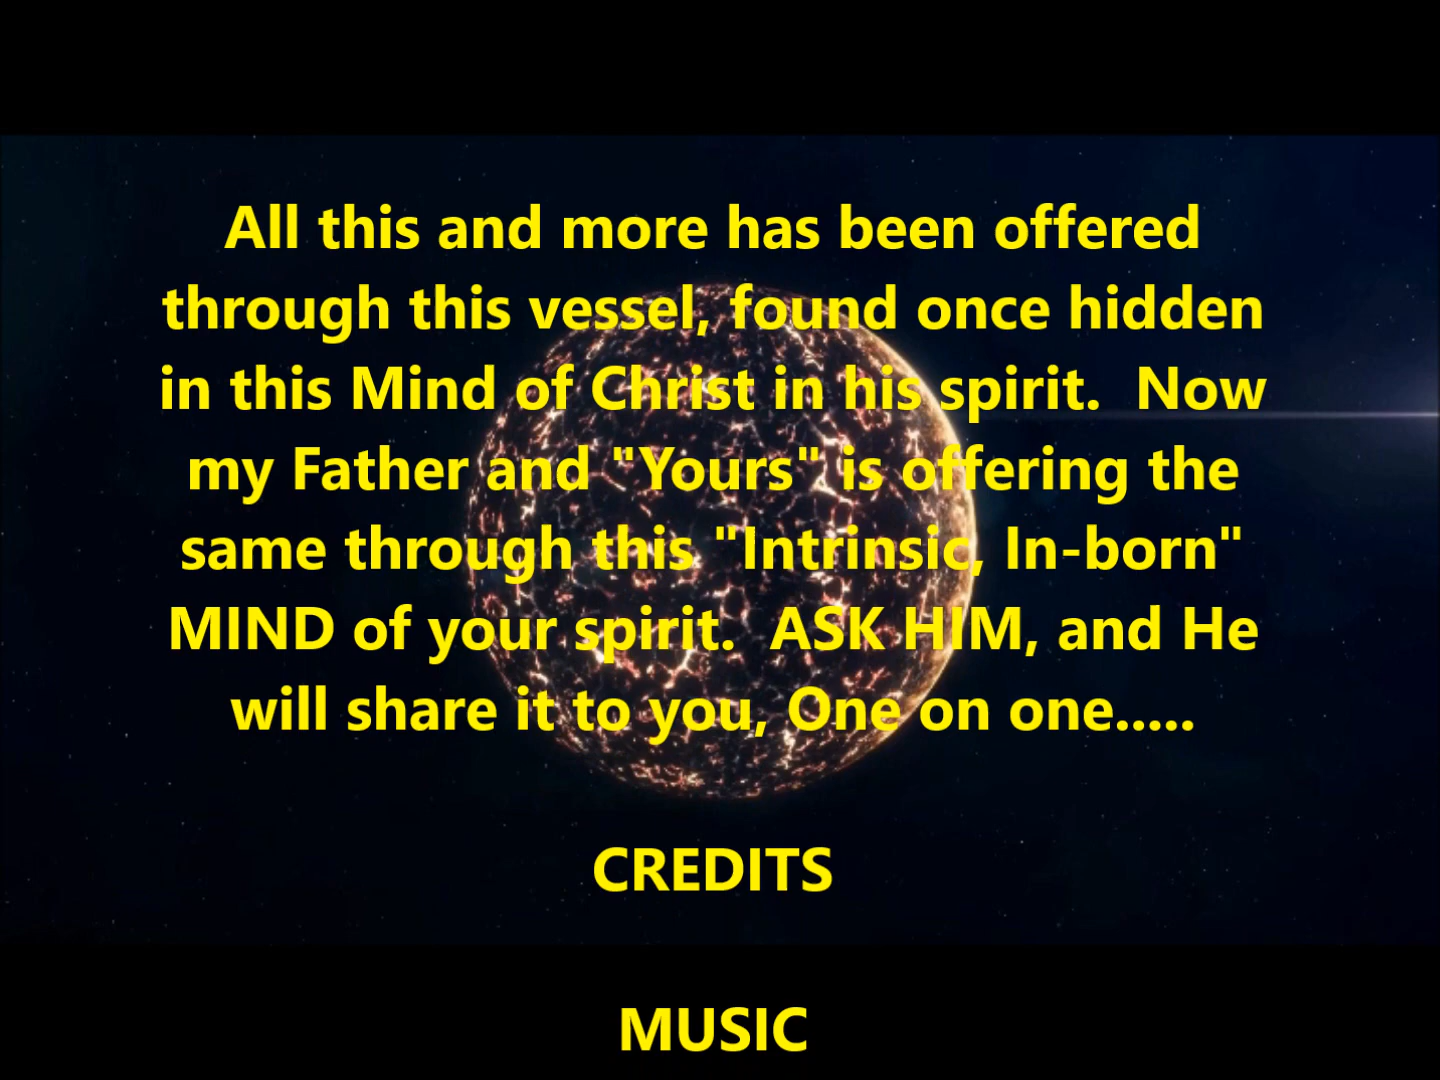 All this and more has been offered
through this vessel, found once hidden
in this Mind of Christ in his spirit.  Now
my Father and "Yours" is offering the
same through this "Intrinsic, In-born"
MIND of your spirit.  ASK HIM, and He
will share it to you, One on one.....
CREDITS
MUSIC